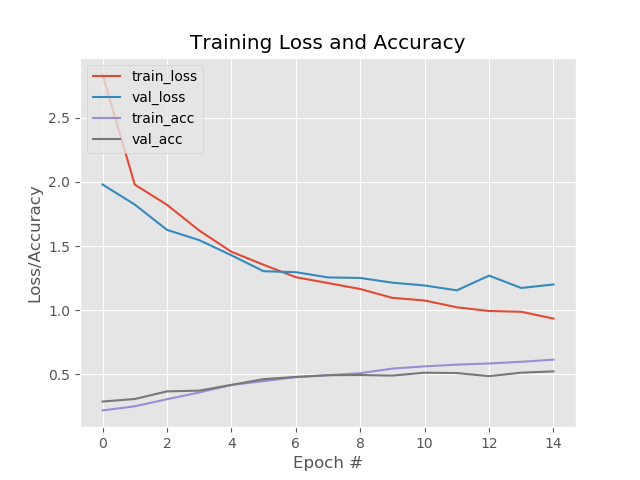 Training Loss and Accuracy
train_loss
val_loss
train_acc
val_acc
Loss/Accuracy
2.5
2.0
1.5
1.0
0.5
0 2 4 6 8 10 12 14
Epoch #